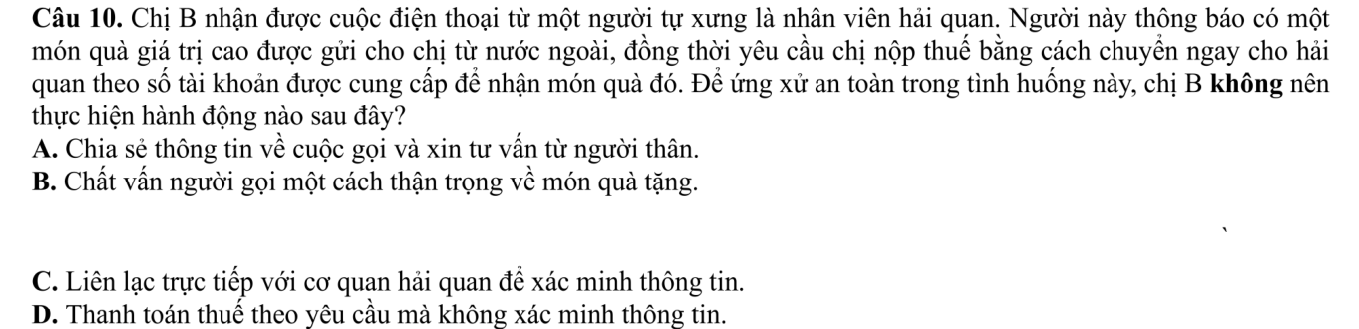 Câu 10. Chị B nhận được cuộc điện thoại từ một người tự xưng là nhân viên hải quan. Người này thông báo có một
món quà giá trị cao được gửi cho chị từ nước ngoài, đồng thời yêu cầu chị nộp thuế bằng cách chuyển ngay cho hải
quan theo số tài khoản được cung cấp để nhận món quà đó. Để ứng xử an toàn trong tình huống này, chị B không nên
thực hiện hành động nào sau đây?
A. Chia sẻ thông tin về cuộc gọi và xin tư vấn từ người thân.
B. Chất vấn người gọi một cách thận trọng về món quà tặng.
C. Liên lạc trực tiếp với cơ quan hải quan để xác minh thông tin.
D. Thanh toán thuế theo yêu cầu mà không xác minh thông tin.